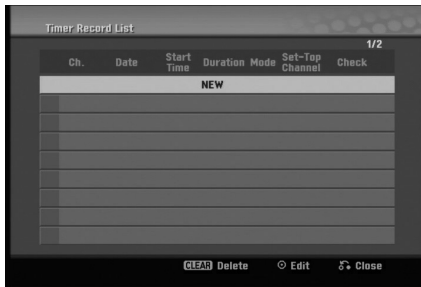 Timer Record List
1/2
Ch. Date Start Time Duration Mode Set-Top Channel Check
NEW
CLEAR Delete ⊙ Edit Close